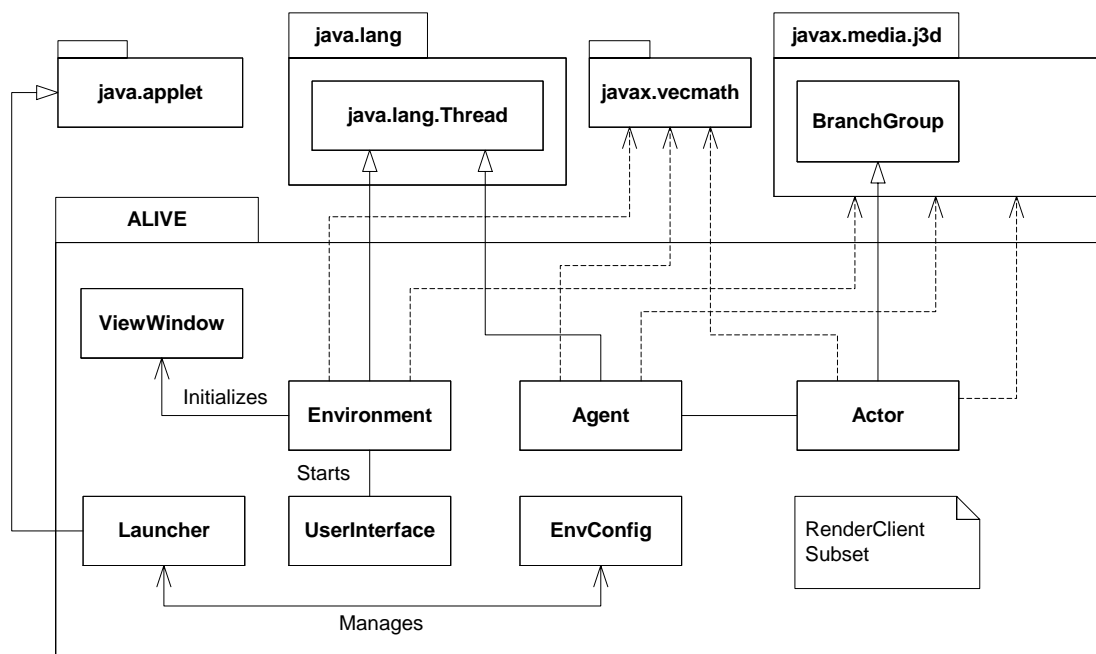 java.lang
javax.media.j3d
java.applet
java.lang.Thread
javax.vecmath
BranchGroup
ALIVE
ViewWindow
Initializes
Environment
Agent
Actor
Starts
Launcher
UserInterface
EnvConfig
RenderClient
Subset
Manages